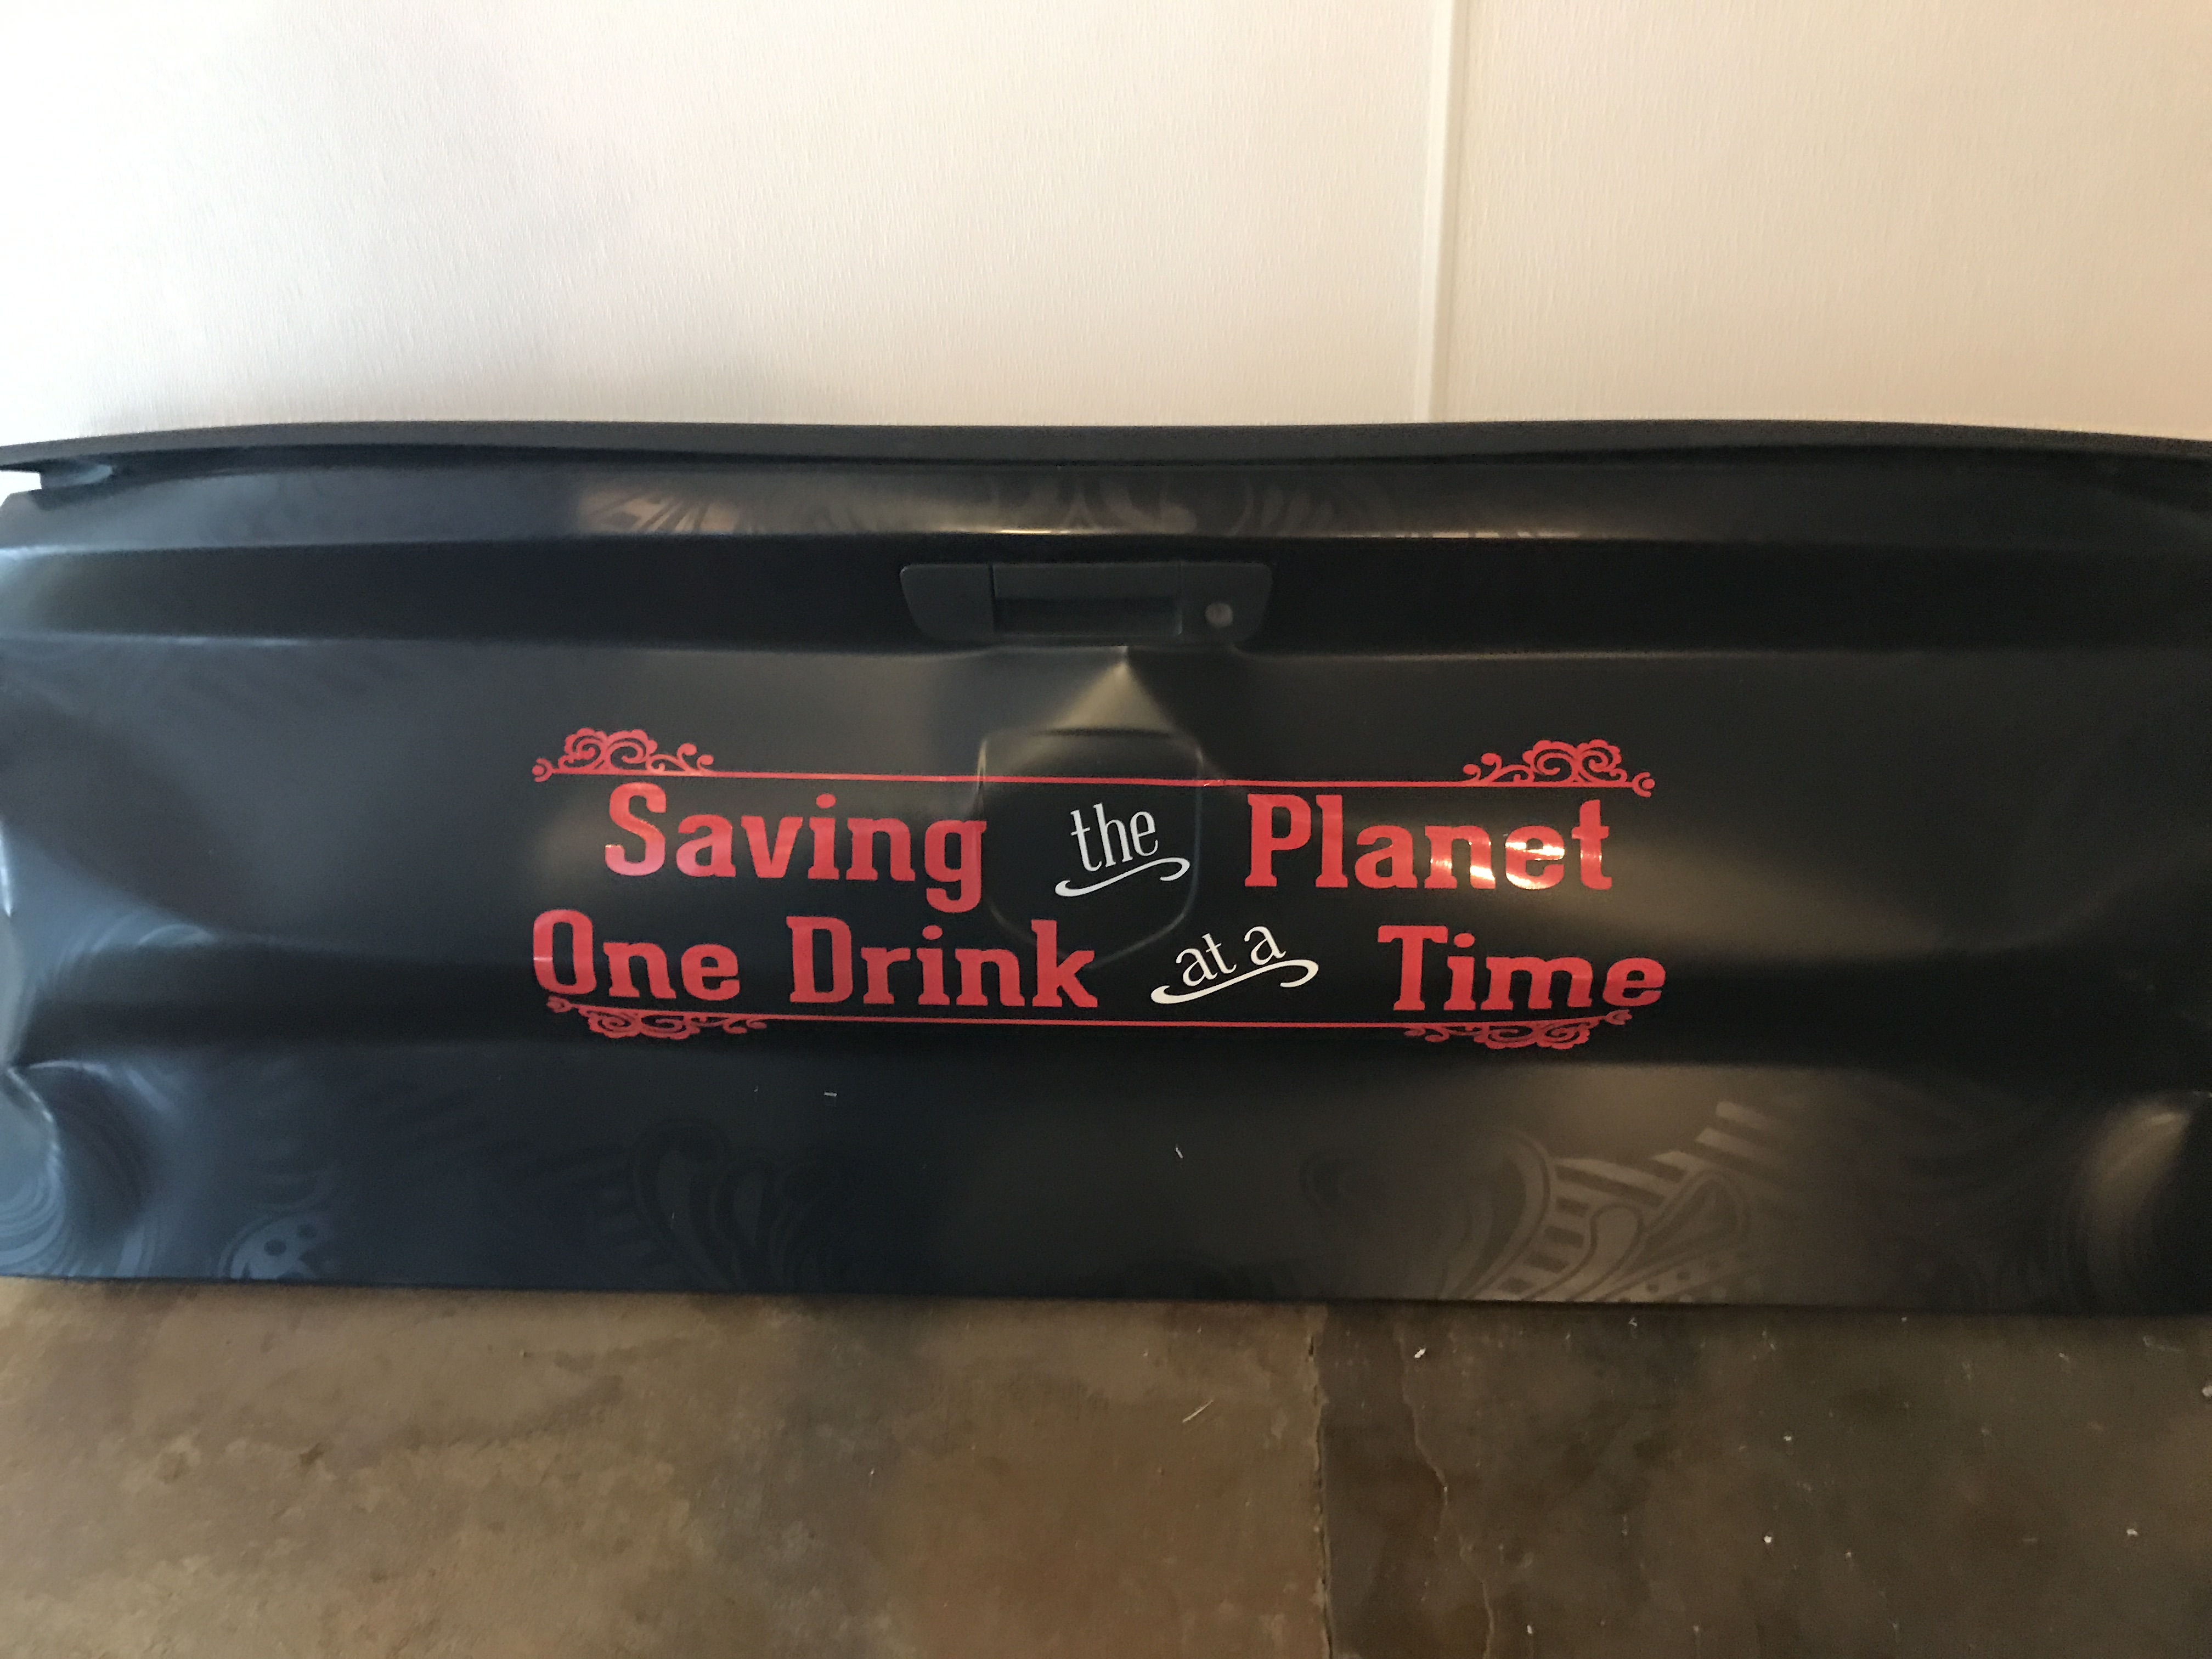 Saving the Planet
One Drink at a Time